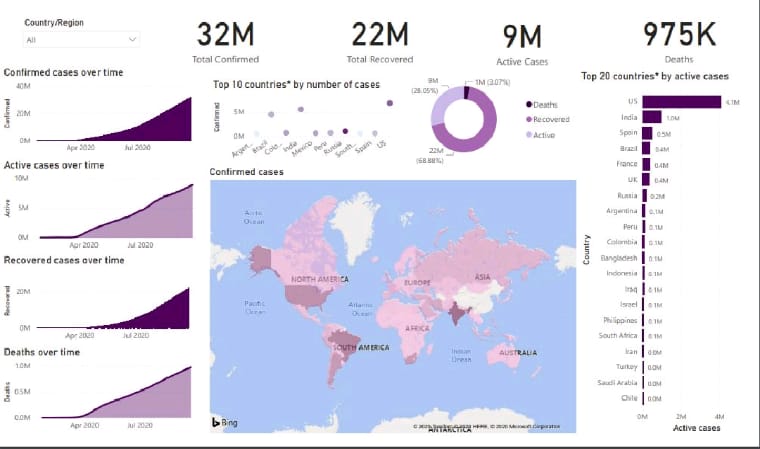 Country/Region
All
32M
Total Confirmed
22M
Total Recovered
9M
Active Cases
975K
Deaths
Confirmed cases over time
Confirmed
40M
20M
0M
Apr 2020
Jul 2020
Active cases over time
Active
10M
5M
0M
Apr 2020
Jul 2020
Recovered cases over time
Recovered
20M
0M
Apr 2020
Jul 2020
Deaths over time
Deaths
1.0M
0.5M
0.0M
Apr 2020
Jul 2020
Top 10 countries* by number of cases
Confirmed
5M
0M
Argen...
Brazil
Colo...
India
Mexico
Peru
Russia
South...
Spain
US
9M
(28.05%)
1M (3.07%)
22M
(68.88%)
Deaths
Recovered
Active
Confirmed cases
Arctic
Ocean
NORTH AMERICA
EUROPE
ASIA
Pacific
Ocean
Atlantic
Ocean
AFRICA
SOUTH AMERICA
Indian
Ocean
AUSTRALIA
ANTARCTICA
Bing
HERE, © 2020 Microsoft Corporation
Top 20 countries* by active cases
Country
US 4.1M
India 1.0M
Spain 0.5M
Brazil 0.4M
France 0.4M
UK 0.4M
Russia 0.2M
Argentina 0.1M
Peru 0.1M
Colombia 0.1M
Bangladesh 0.1M
Indonesia 0.1M
Iraq 0.1M
Israel 0.1M
Philippines 0.1M
South Africa 0.1M
Iran 0.0M
Turkey 0.0M
Saudi Arabia 0.0M
Chile 0.0M
0M
2M
4M
Active cases